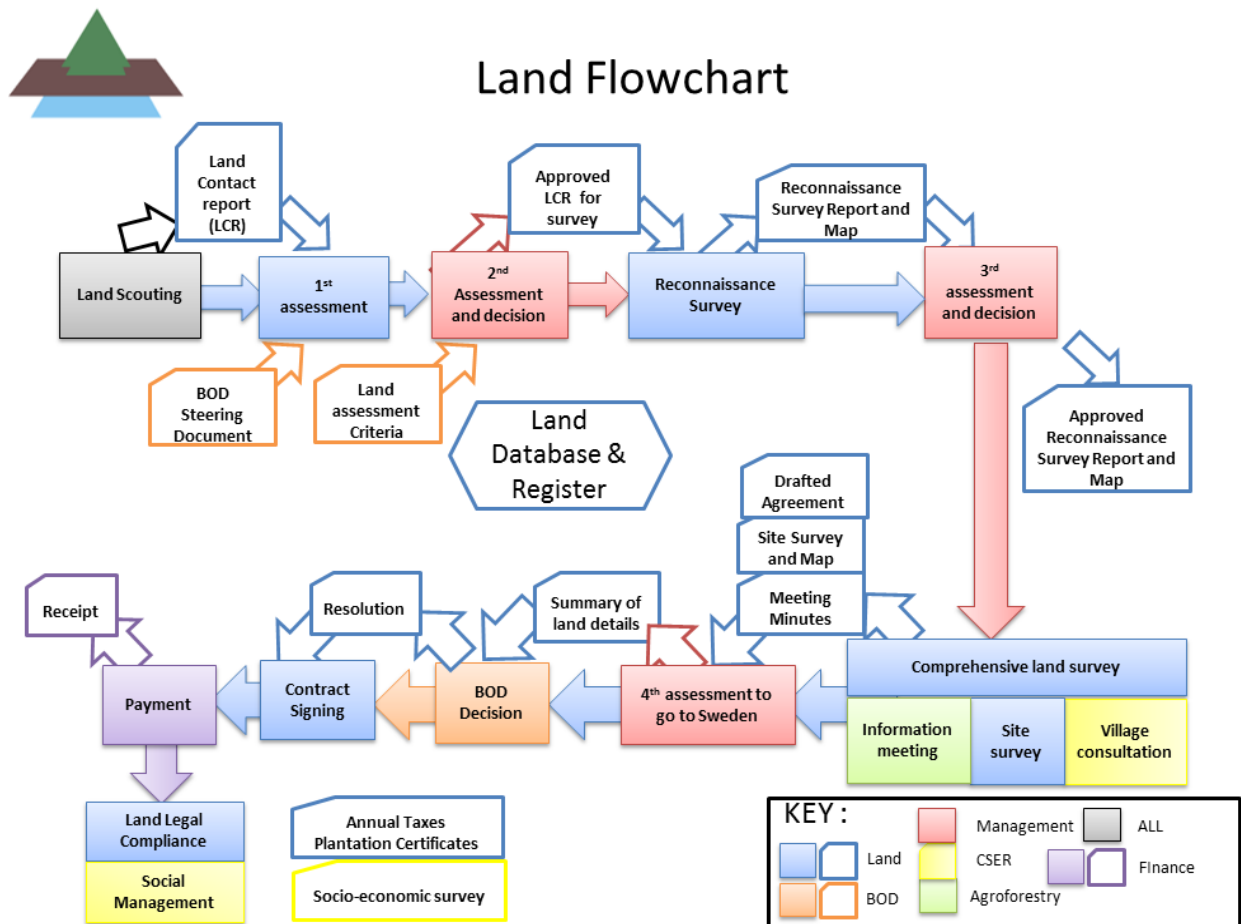 Land Flowchart
Land
Contact
report
(LCR)
Approved
LCR for
survey
Reconnaissance
Survey Report and
Map
Land Scouting
1st
assessment
2nd
Assessment
and decision
Reconnaissance
Survey
3rd
assessment
and decision
BOD
Steering
Document
Land
assessment
Criteria
Land
Database &
Register
Approved
Reconnaissance
Survey Report and
Map
Drafted
Agreement
Site Survey
and Map
Meeting
Minutes
Receipt
Resolution
Summary of
land details
Comprehensive land survey
Information
meeting
Site
survey
Village
consultation
4th assessment to
go to Sweden
BOD
Decision
Contract
Signing
Payment
Land Legal
Compliance
Social
Management
Annual Taxes
Plantation Certificates
Socio-economic survey
KEY :
Management
ALL
Land
CSER
FInance
BOD
Agroforestry